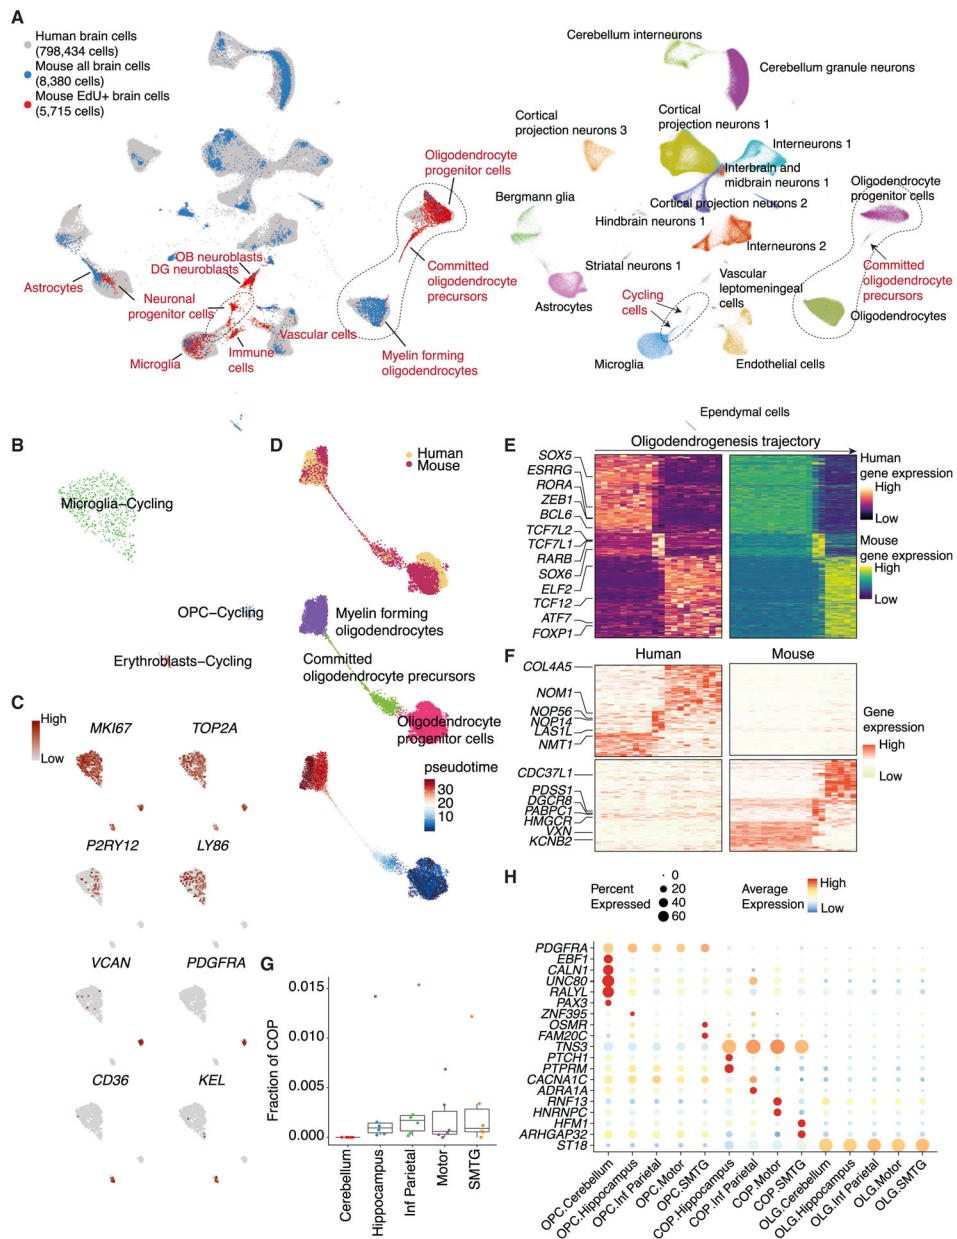 A
Human brain cells
(798,434 cells)
Mouse all brain cells
(8,380 cells)
Mouse EdU+ brain cells
(5,715 cells)
Oligodendrocyte
progenitor cells
OB neuroblasts
DG neuroblasts
Astrocytes
Neuronal
progenitor cells
Committed
oligodendrocyte
precursors
Vascular cells
Microglia
Immune
cells
Myelin forming
oligodendrocytes
Cerebellum interneurons
Cerebellum granule neurons
Cortical
projection neurons 3
Cortical
projection neurons 1
Interneurons 1
Interbrain and
midbrain neurons 1
Oligodendrocyte
progenitor cells
Bergmann glia
Cortical projection neurons 2
Hindbrain neurons 1
Interneurons 2
Striatal neurons 1
Vascular
leptomeningeal
cells
Committed
oligodendrocyte
precursors
Astrocytes
Cycling
cells
Oligodendrocytes
Microglia
Endothelial cells
Ependymal cells
B
Microglia−Cycling
OPC−Cycling
Erythroblasts−Cycling
C
High
Low
MKI67
TOP2A
P2RY12
LY86
VCAN
PDGFRA
CD36
KEL
D
Human
Mouse
Myelin forming
oligodendrocytes
Committed
oligodendrocyte precursors
Oligodendrocyte
progenitor cells
pseudotime
30
20
10
E
Oligodendrogenesis trajectory
SOX5
ESRRG
RORA
ZEB1
BCL6
TCF7L2
TCF7L1
RARB
SOX6
ELF2
TCF12
ATF7
FOXP1
Human
gene expression
High
Low
Mouse
gene expression
High
Low
F
Human
Mouse
COL4A5
NOM1
NOP56
NOP14
LAS1L
NMT1
CDC37L1
PDSS1
DGCR8
PABPC1
HMGCR
VXN
KCNB2
Gene
expression
High
Low
G
Fraction of COP
0.015
0.010
0.005
0.000
Cerebellum
Hippocampus
Inf Parietal
Motor
SMTG
H
Percent
Expressed
0
20
40
60
Average
Expression
High
Low
PDGFRA
EBF1
CALN1
UNC80
RALYL
PAX3
ZNF395
OSMR
FAM20C
TNS3
PTCH1
PTPRM
CACNA1C
ADRA1A
RNF13
HNRNPC
HFM1
ARHGAP32
ST18
OPC.Cerebellum
OPC.Hippocampus
OPC.Inf Parietal
OPC.Motor
OPC.SMTG
COP.Hippocampus
COP.Inf Parietal
COP.Motor
COP.SMTG
OLG.Cerebellum
OLG.Hippocampus
OLG.Inf Parietal
OLG.Motor
OLG.SMTG